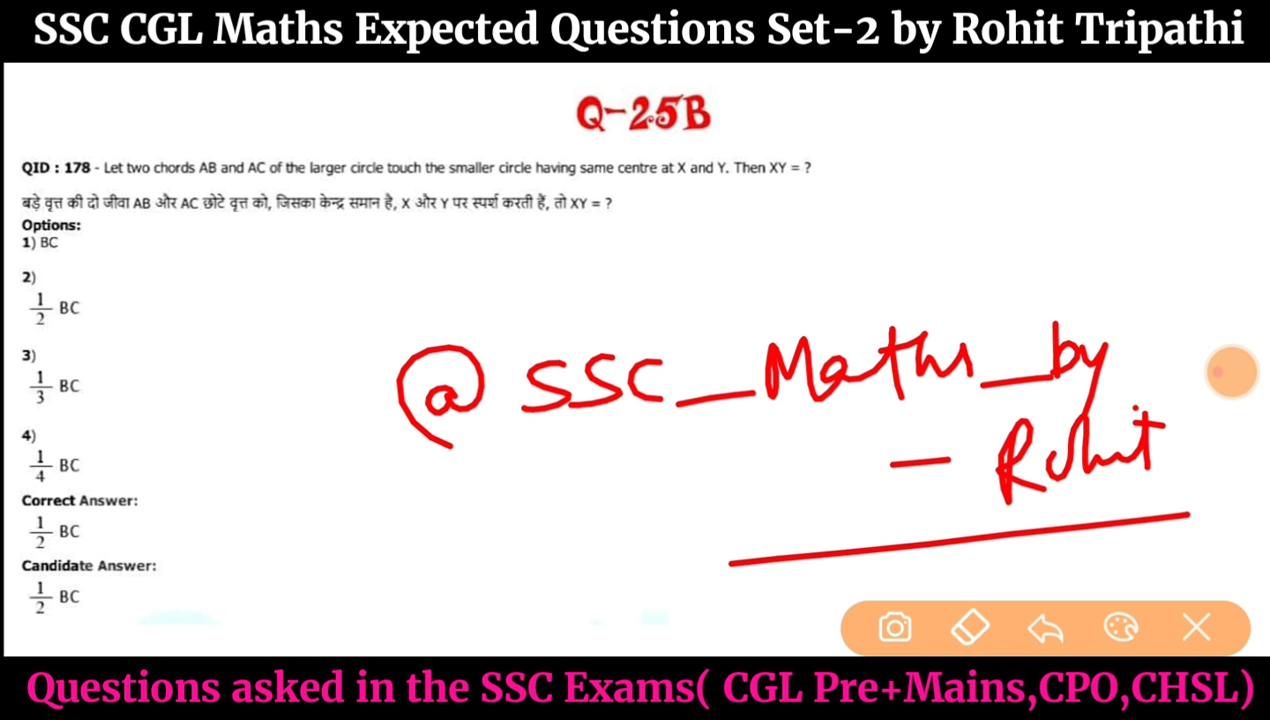 SSC CGL Maths Expected Questions Set-2 by Rohit Tripathi
Q-25B
QID : 178 - Let two chords AB and AC of the larger circle touch the smaller circle having same centre at X and Y. Then XY = ?
बड़े वृत्त की दो जीवा AB और AC छोटे वृत्त को, जिसका केन्द्र समान है, X और Y पर स्पर्श करती हैं, तो XY = ?
Options:
1) BC
2)
1/2 BC
3)
1/3 BC
4)
1/4 BC
Correct Answer:
1/2 BC
Candidate Answer:
1/2 BC
@SSC_Maths_by
- Rohit
Questions asked in the SSC Exams( CGL Pre+Mains,CPO,CHSL)